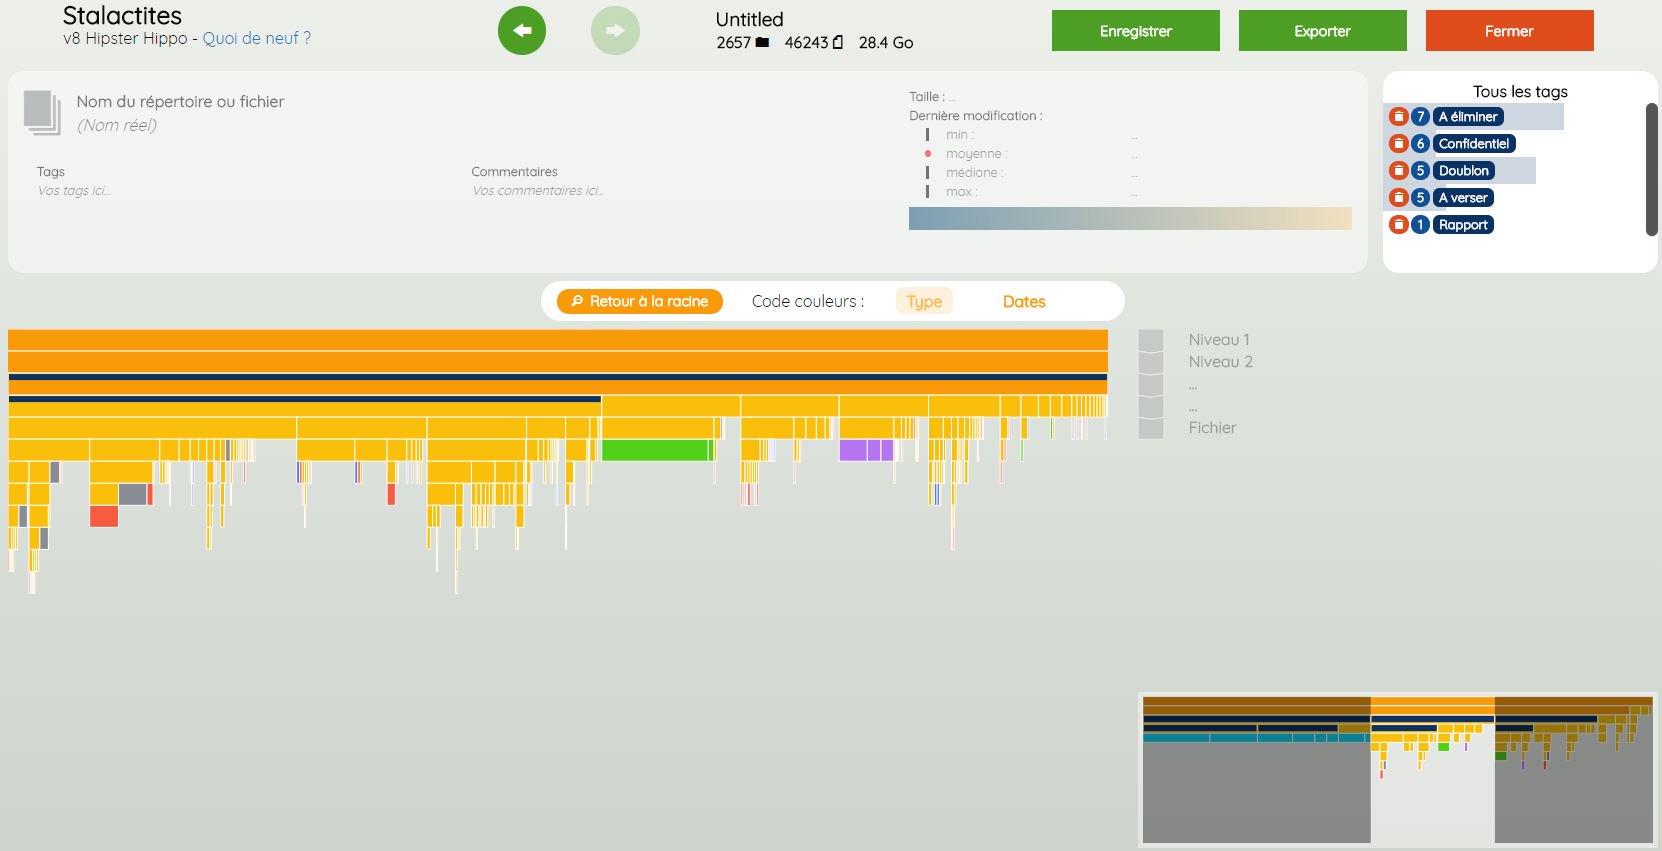 Stalactites
v8 Hipster Hippo - Quoi de neuf ?
Untitled
2657 46243 28.4 Go
Enregistrer
Exporter
Fermer
Nom du répertoire ou fichier
(Nom réel)
Tags
Vos tags ici...
Commentaires
Vos commentaires ici...
Taille : ...
Dernière modification :
min : ...
moyenne : ...
médiane : ...
max : ...
Tous les tags
7 A éliminer
6 Confidentiel
5 Doublon
5 A verser
1 Rapport
Retour à la racine
Code couleurs :
Type
Dates
Niveau 1
Niveau 2
...
...
Fichier